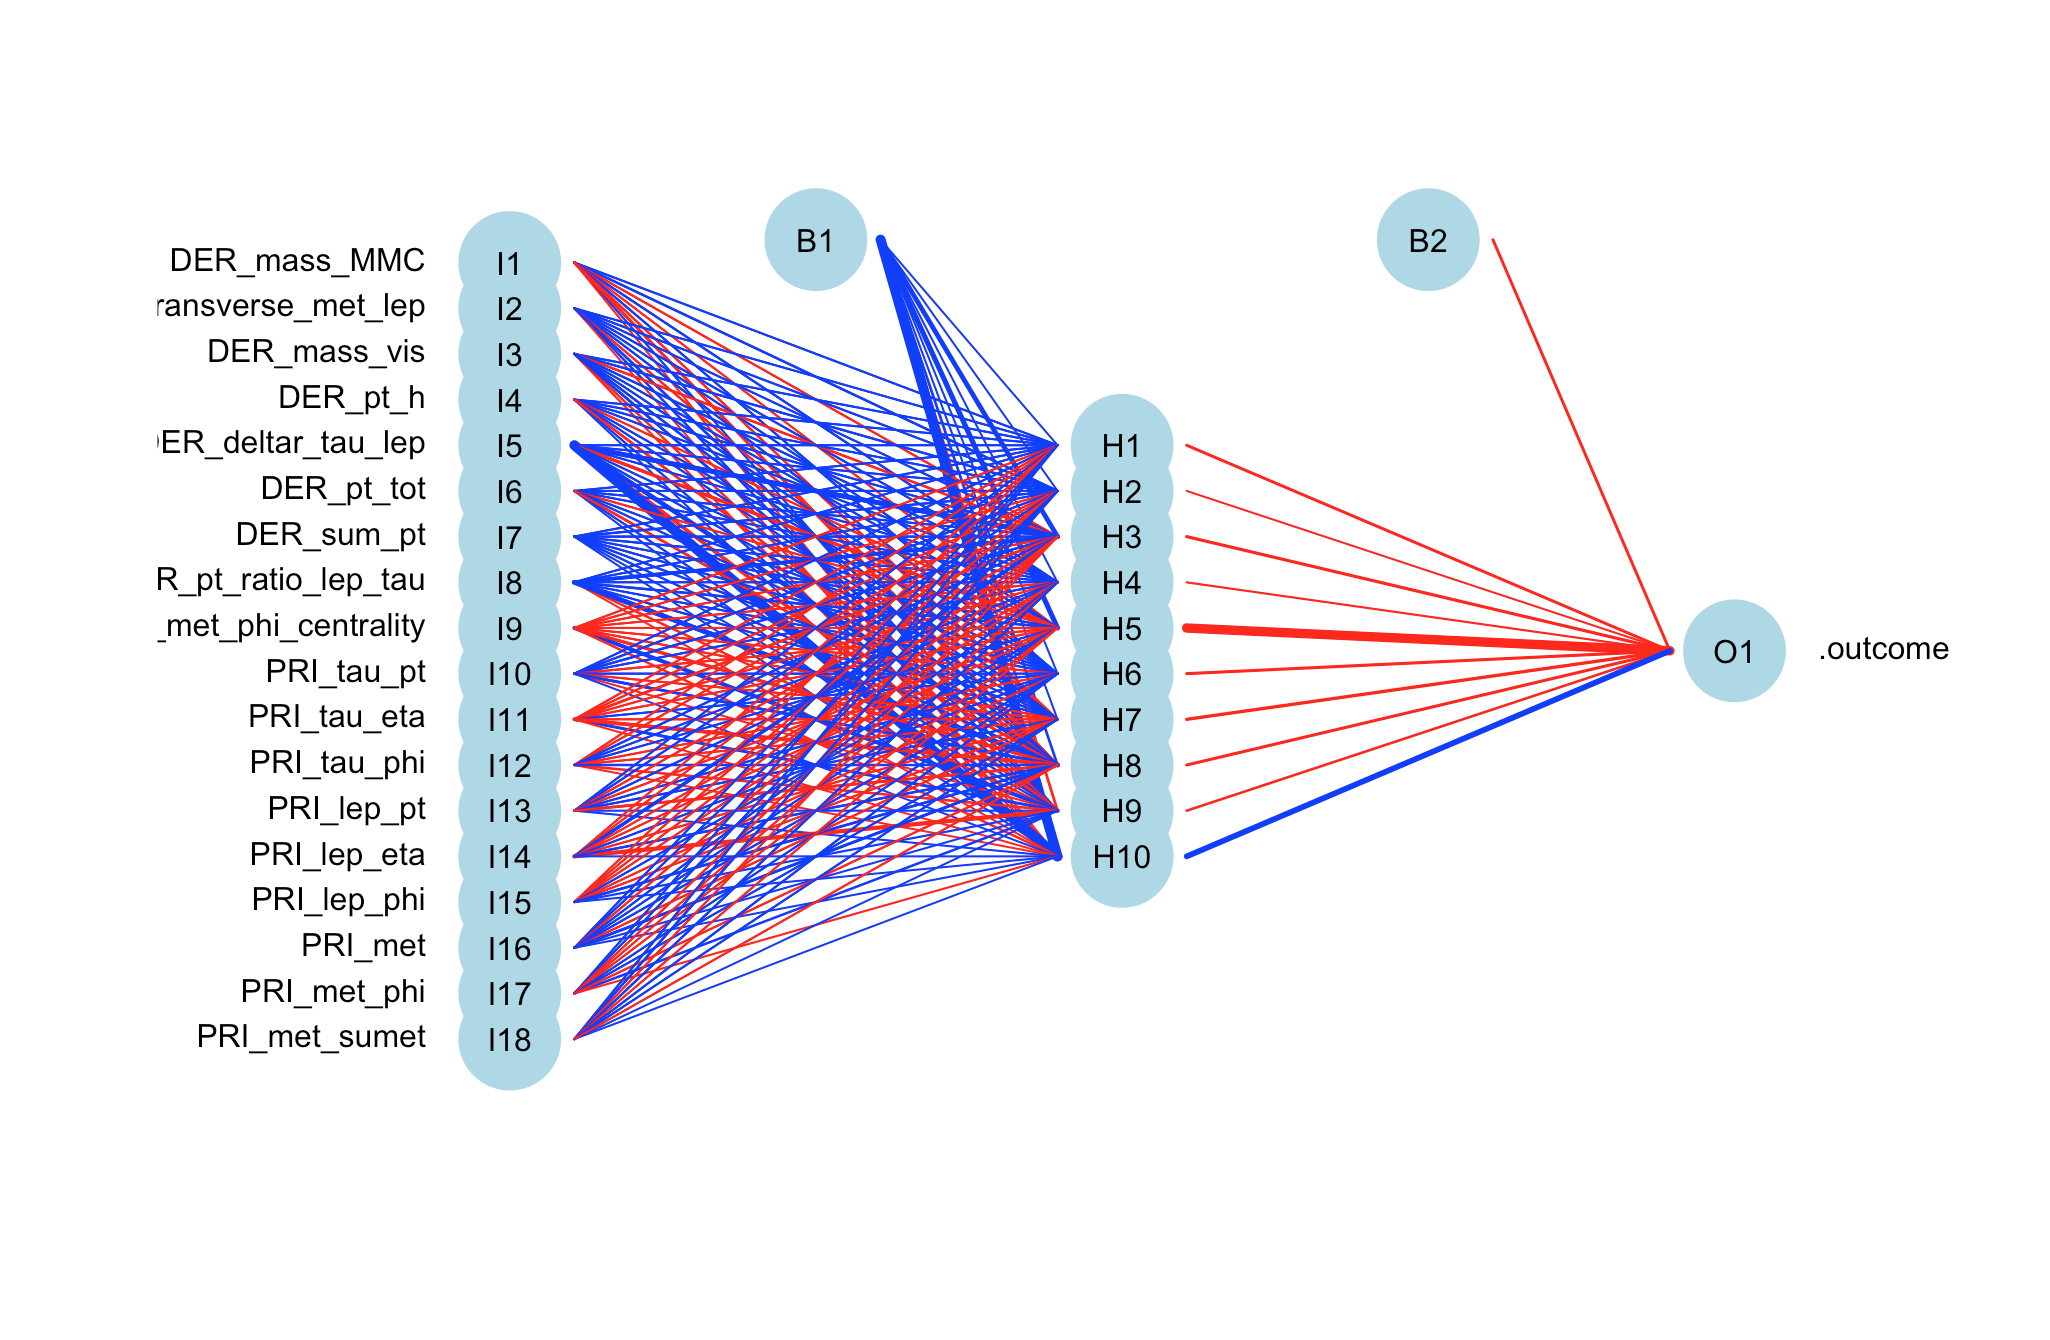 B1
B2
DER_mass_MMC I1
ransverse_met_lep I2
DER_mass_vis I3
DER_pt_h I4
DER_deltar_tau_lep I5 H1
DER_pt_tot I6 H2
DER_sum_pt I7 H3
R_pt_ratio_lep_tau I8 H4
_met_phi_centrality I9 H5
O1 .outcome
PRI_tau_pt I10 H6
PRI_tau_eta I11 H7
PRI_tau_phi I12 H8
PRI_lep_pt I13 H9
PRI_lep_eta I14 H10
PRI_lep_phi I15
PRI_met I16
PRI_met_phi I17
PRI_met_sumet I18